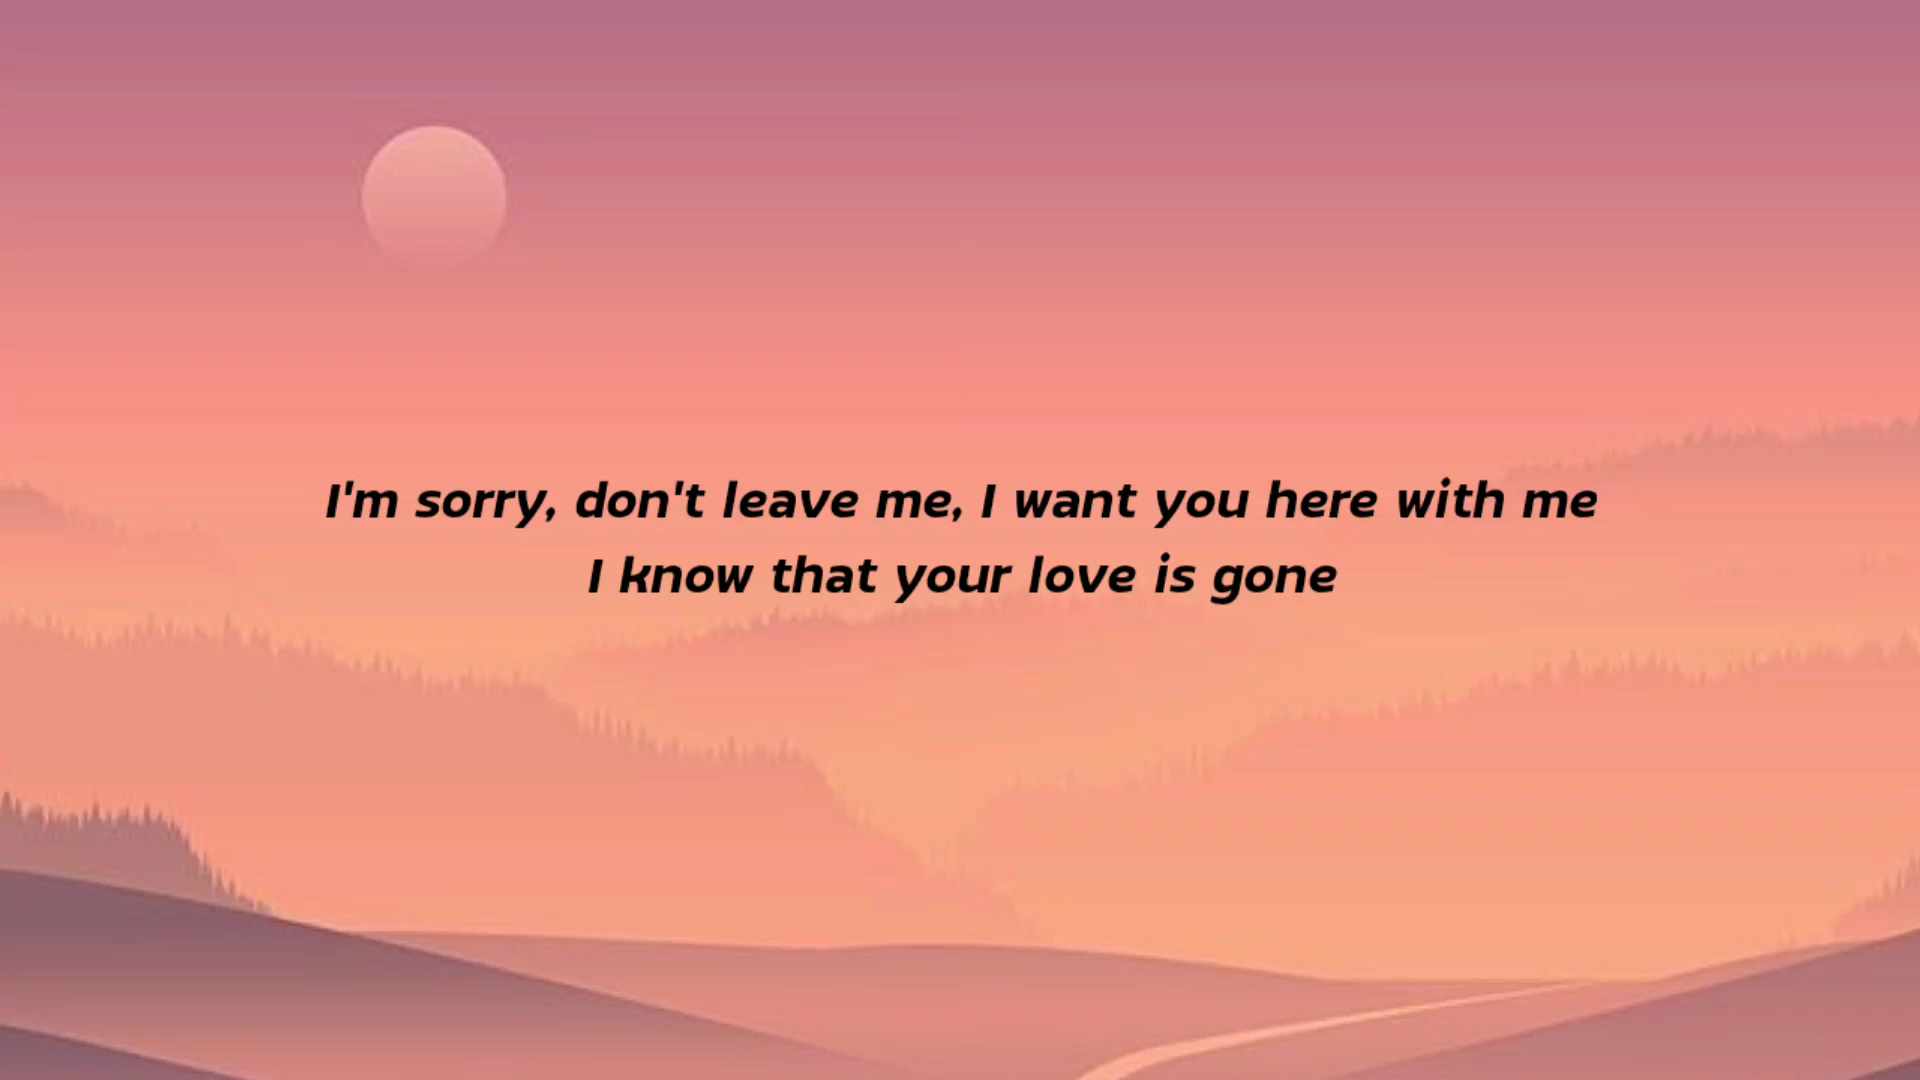 I'm sorry, don't leave me, I want you here with me
I know that your love is gone